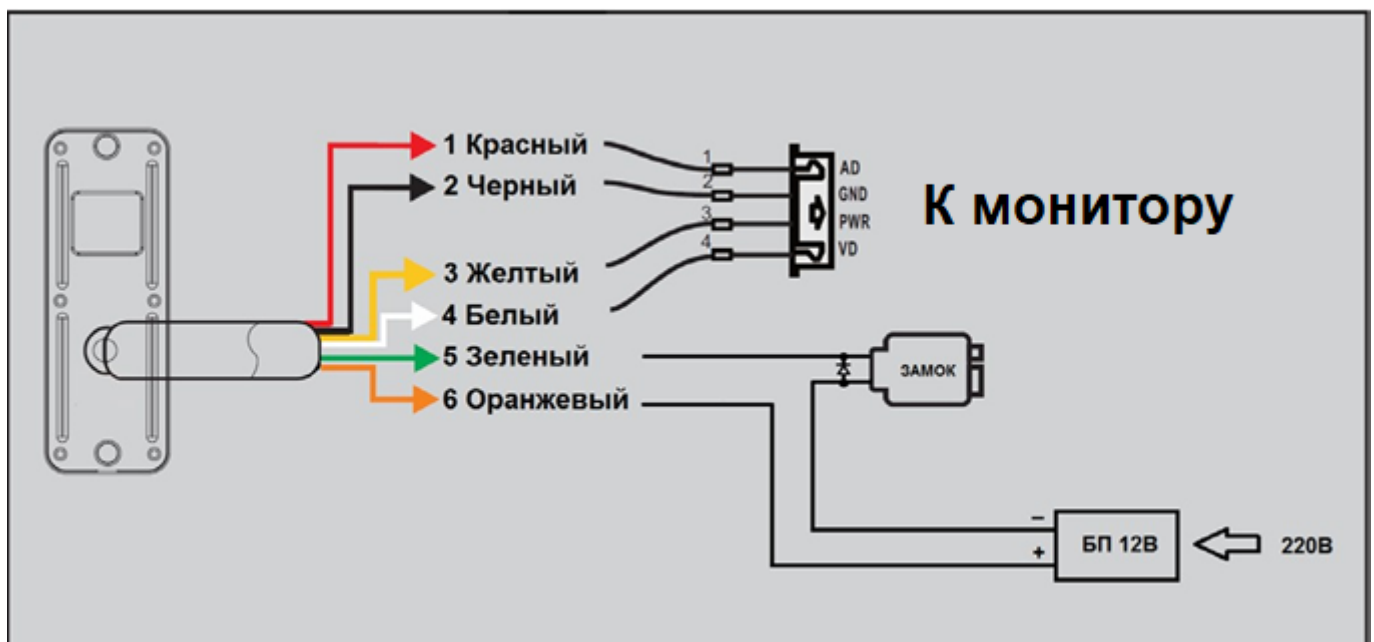 1 Красный
2 Черный
3 Желтый
4 Белый
5 Зеленый
6 Оранжевый
1
2
3
4
AD
GND
PWR
VD
К монитору
ЗАМОК
–
+
БП 12В
220В